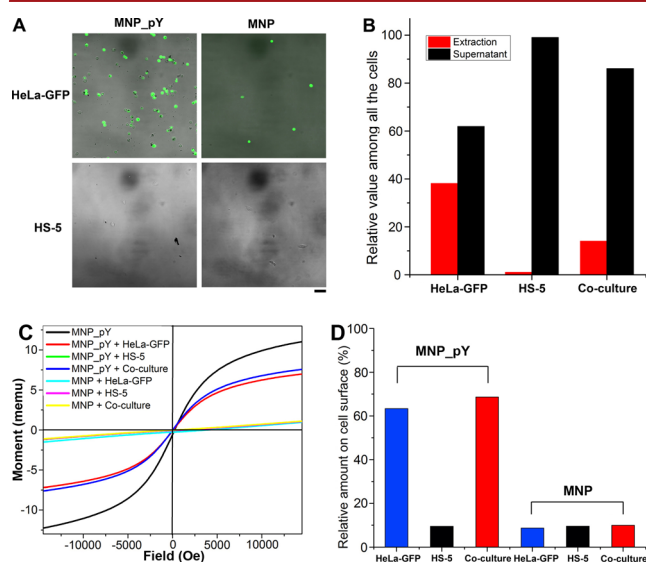 A
MNP_pY
MNP
HeLa-GFP
HS-5
B
Relative value among all the cells
100
80
60
40
20
0
Extraction
Supernatant
HeLa-GFP
HS-5
Co-culture
C
Moment (memu)
10
5
0
-5
-10
MNP_pY
MNP_pY + HeLa-GFP
MNP_pY + HS-5
MNP_pY + Co-culture
MNP + HeLa-GFP
MNP + HS-5
MNP + Co-culture
-10000
-5000
0
5000
10000
Field (Oe)
D
Relative amount on cell surface (%)
100
80
60
40
20
0
MNP_pY
MNP
HeLa-GFP
HS-5
Co-culture
HeLa-GFP
HS-5
Co-culture